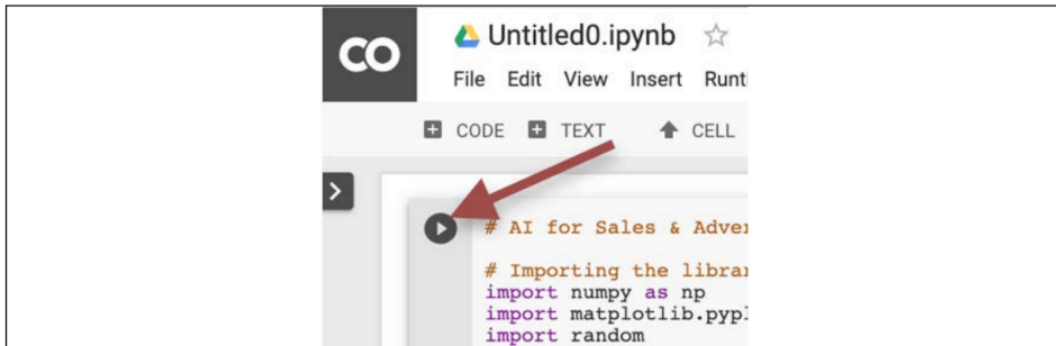 CO Untitled0.ipynb
File Edit View Insert Runti
CODE TEXT CELL
# AI for Sales & Adver
# Importing the librar
import numpy as np
import matplotlib.pypl
import random